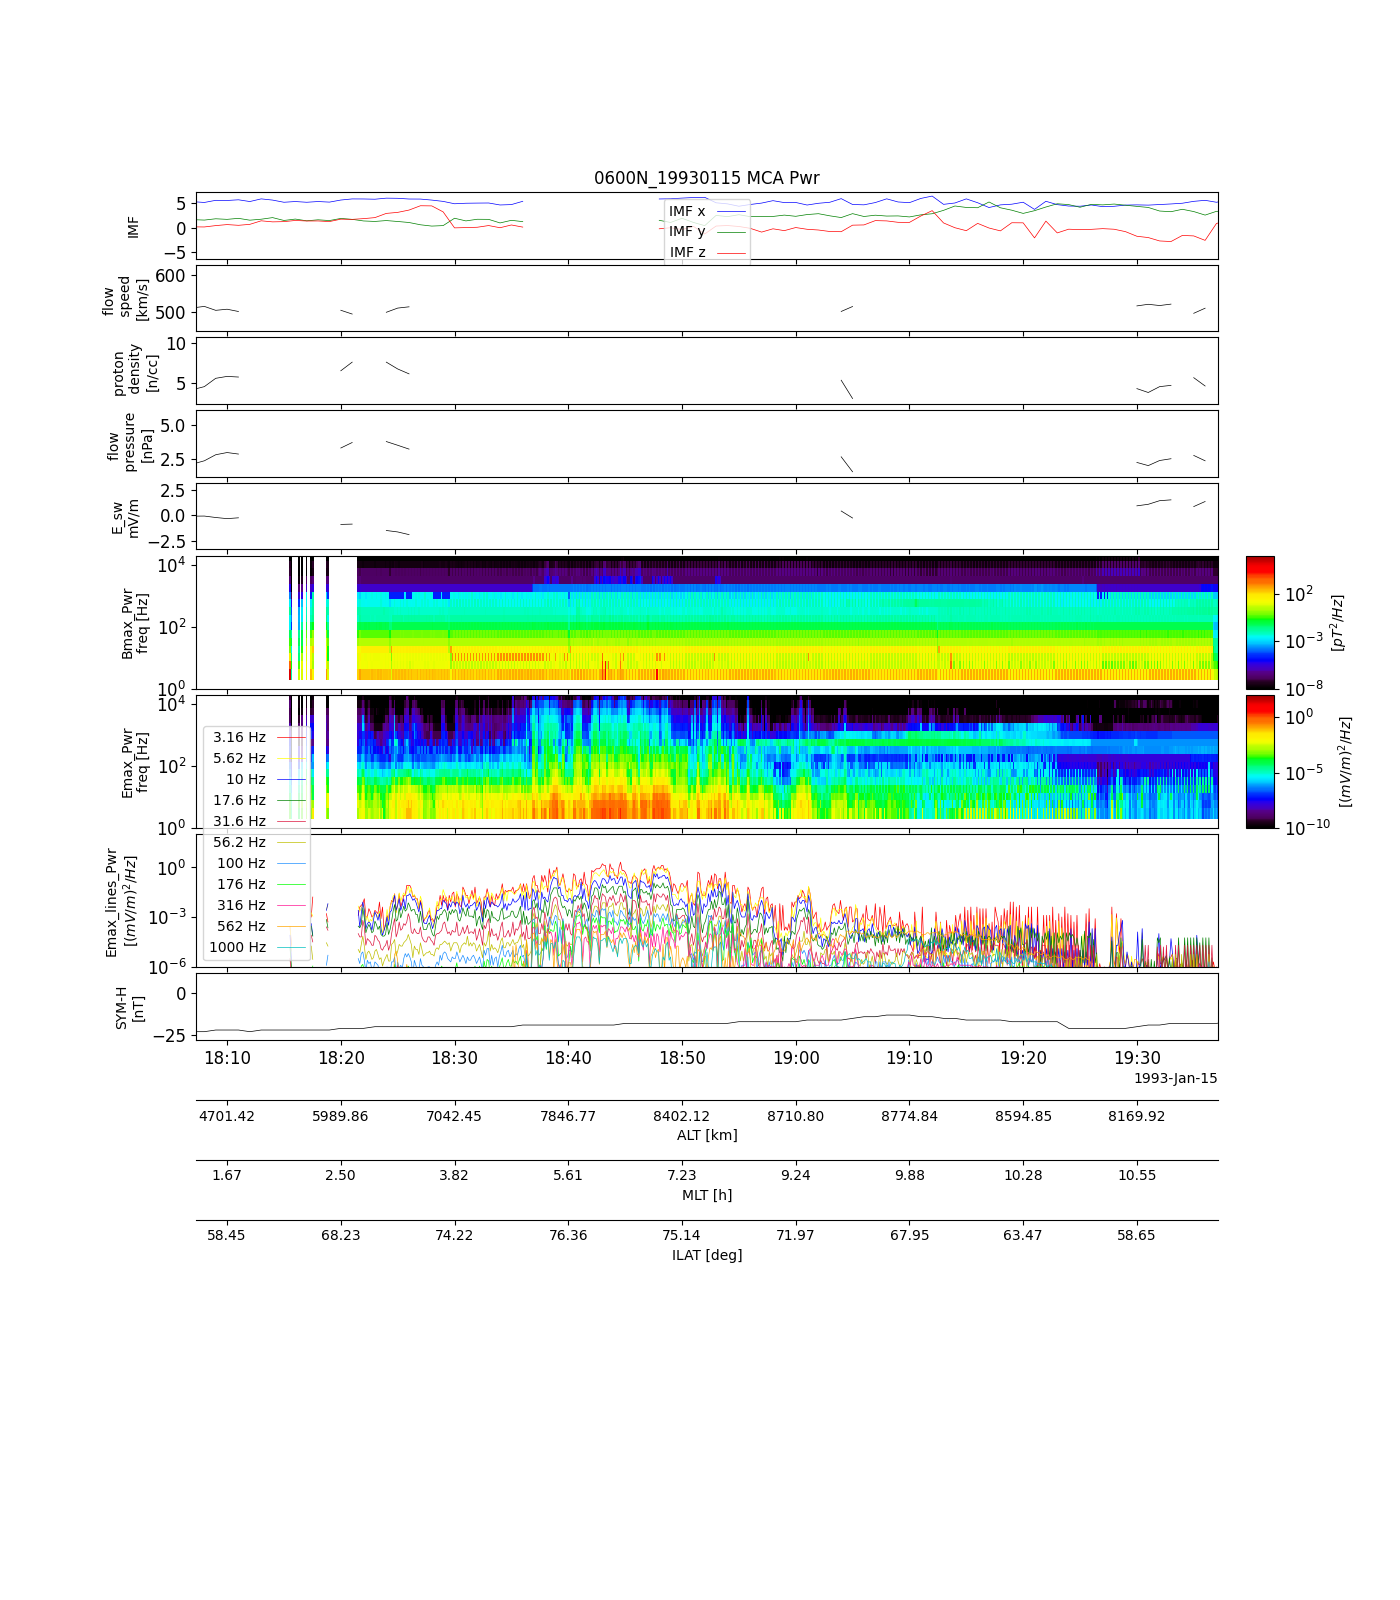 0600N_19930115 MCA Pwr
5
0
−5
IMF
IMF x
IMF y
IMF z
600
500
flow
speed
[km/s]
10
5
proton
density
[n/cc]
5.0
2.5
flow
pressure
[nPa]
2.5
0.0
−2.5
E_sw
mV/m
10^4
10^2
10^0
Bmax_Pwr
freq [Hz]
10^2
10^−3
10^−8
[pT^2/Hz]
10^4
10^2
10^0
Emax_Pwr
freq [Hz]
10^0
10^−5
10^−10
[(mV/m)^2/Hz]
3.16 Hz
5.62 Hz
10 Hz
17.6 Hz
31.6 Hz
56.2 Hz
100 Hz
176 Hz
316 Hz
562 Hz
1000 Hz
10^0
10^−3
10^−6
Emax_lines_Pwr
[(mV/m)^2/Hz]
0
−25
SYM-H
[nT]
18:10 18:20 18:30 18:40 18:50 19:00 19:10 19:20 19:30
1993-Jan-15
4701.42 5989.86 7042.45 7846.77 8402.12 8710.80 8774.84 8594.85 8169.92
ALT [km]
1.67 2.50 3.82 5.61 7.23 9.24 9.88 10.28 10.55
MLT [h]
58.45 68.23 74.22 76.36 75.14 71.97 67.95 63.47 58.65
ILAT [deg]